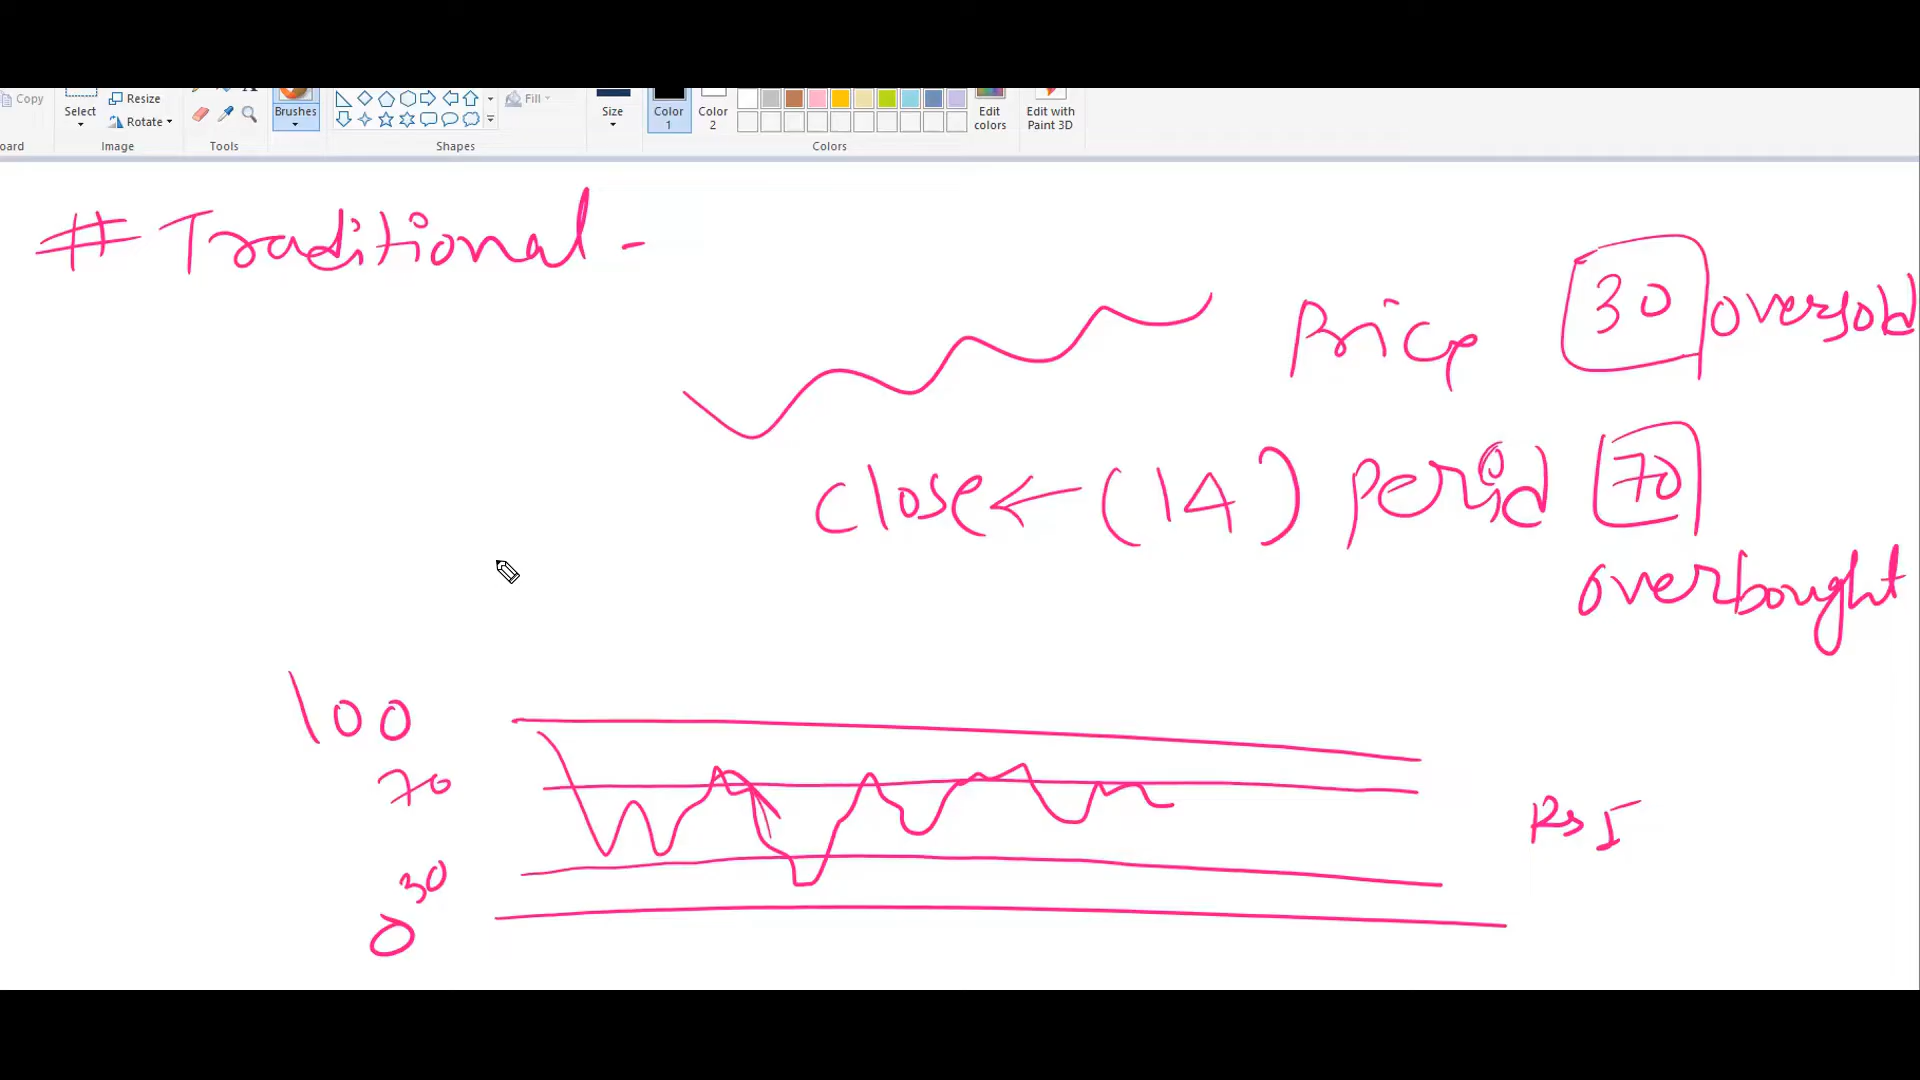 Copy
Select
Resize
Rotate
Brushes
Fill
Size
Color 1
Color 2
Edit colors
Edit with Paint 3D
oard
Image
Tools
Shapes
Colors
# Traditional -
Price
30 oversold
close ← (14) period
70
overbought
100
70
30
0
RSI